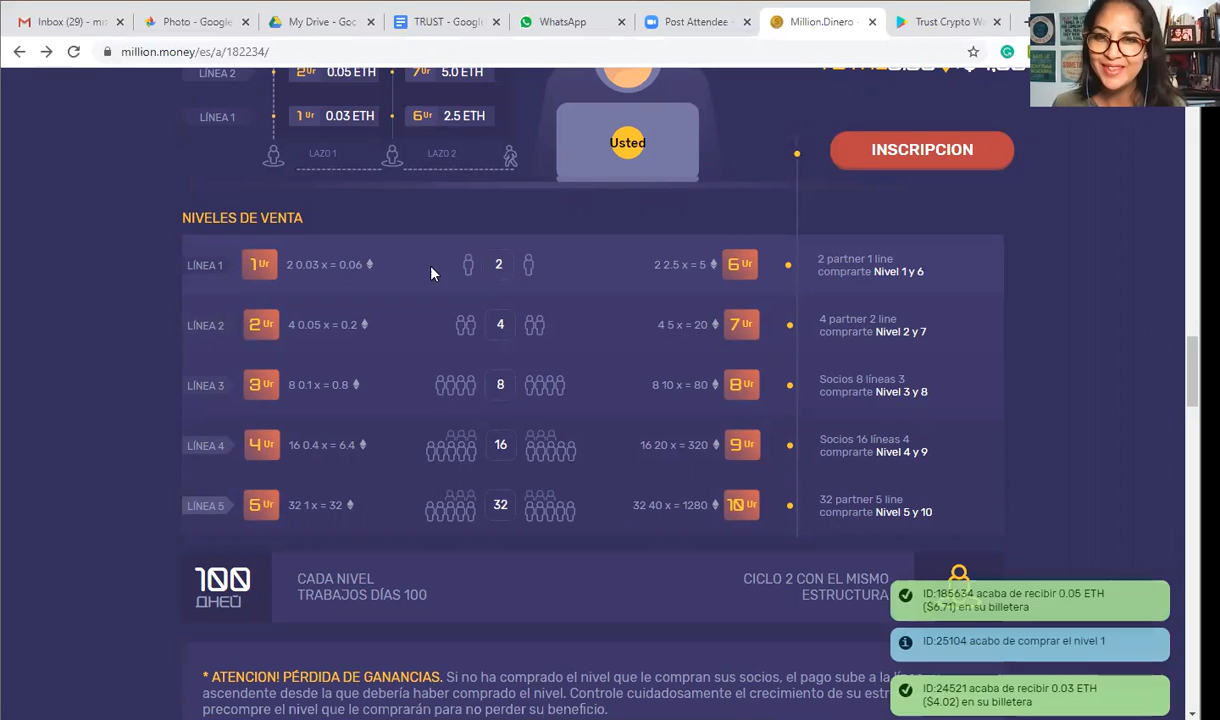 Inbox (29) - m
Photo - Google
My Drive - Goo
TRUST - Googl
WhatsApp
Post Attendee -
Million.Dinero -
Trust Crypto Wa
million.money/es/a/182234/
LÍNEA 2 2 Ur 0.05 ETH 7 Ur 5.0 ETH
LÍNEA 1 1 Ur 0.03 ETH 6 Ur 2.5 ETH
LAZO 1 LAZO 2
Usted
INSCRIPCION
NIVELES DE VENTA
LÍNEA 1 1 Ur 2 0.03 x = 0.06 2 2 2.5 x = 5 6 Ur 2 partner 1 line
comprarte Nivel 1 y 6
LÍNEA 2 2 Ur 4 0.05 x = 0.2 4 4 5 x = 20 7 Ur 4 partner 2 line
comprarte Nivel 2 y 7
LÍNEA 3 3 Ur 8 0.1 x = 0.8 8 8 10 x = 80 8 Ur Socios 8 líneas 3
comprarte Nivel 3 y 8
LÍNEA 4 4 Ur 16 0.4 x = 6.4 16 16 20 x = 320 9 Ur Socios 16 líneas 4
comprarte Nivel 4 y 9
LÍNEA 5 5 Ur 32 1 x = 32 32 32 40 x = 1280 10 Ur 32 partner 5 line
comprarte Nivel 5 y 10
100
ДНЕЙ
CADA NIVEL
TRABAJOS DÍAS 100
CICLO 2 CON EL MISMO
ESTRUCTURA
ID:185634 acaba de recibir 0.05 ETH
($6.71) en su billetera
ID:25104 acabo de comprar el nivel 1
ID:24521 acaba de recibir 0.03 ETH
($4.02) en su billetera
* ATENCION! PÉRDIDA DE GANANCIAS. Si no ha comprado el nivel que le compran sus socios, el pago sube a la
ascendente desde la que debería haber comprado el nivel. Controle cuidadosamente el crecimiento de su
precompre el nivel que le comprarán para no perder su beneficio.